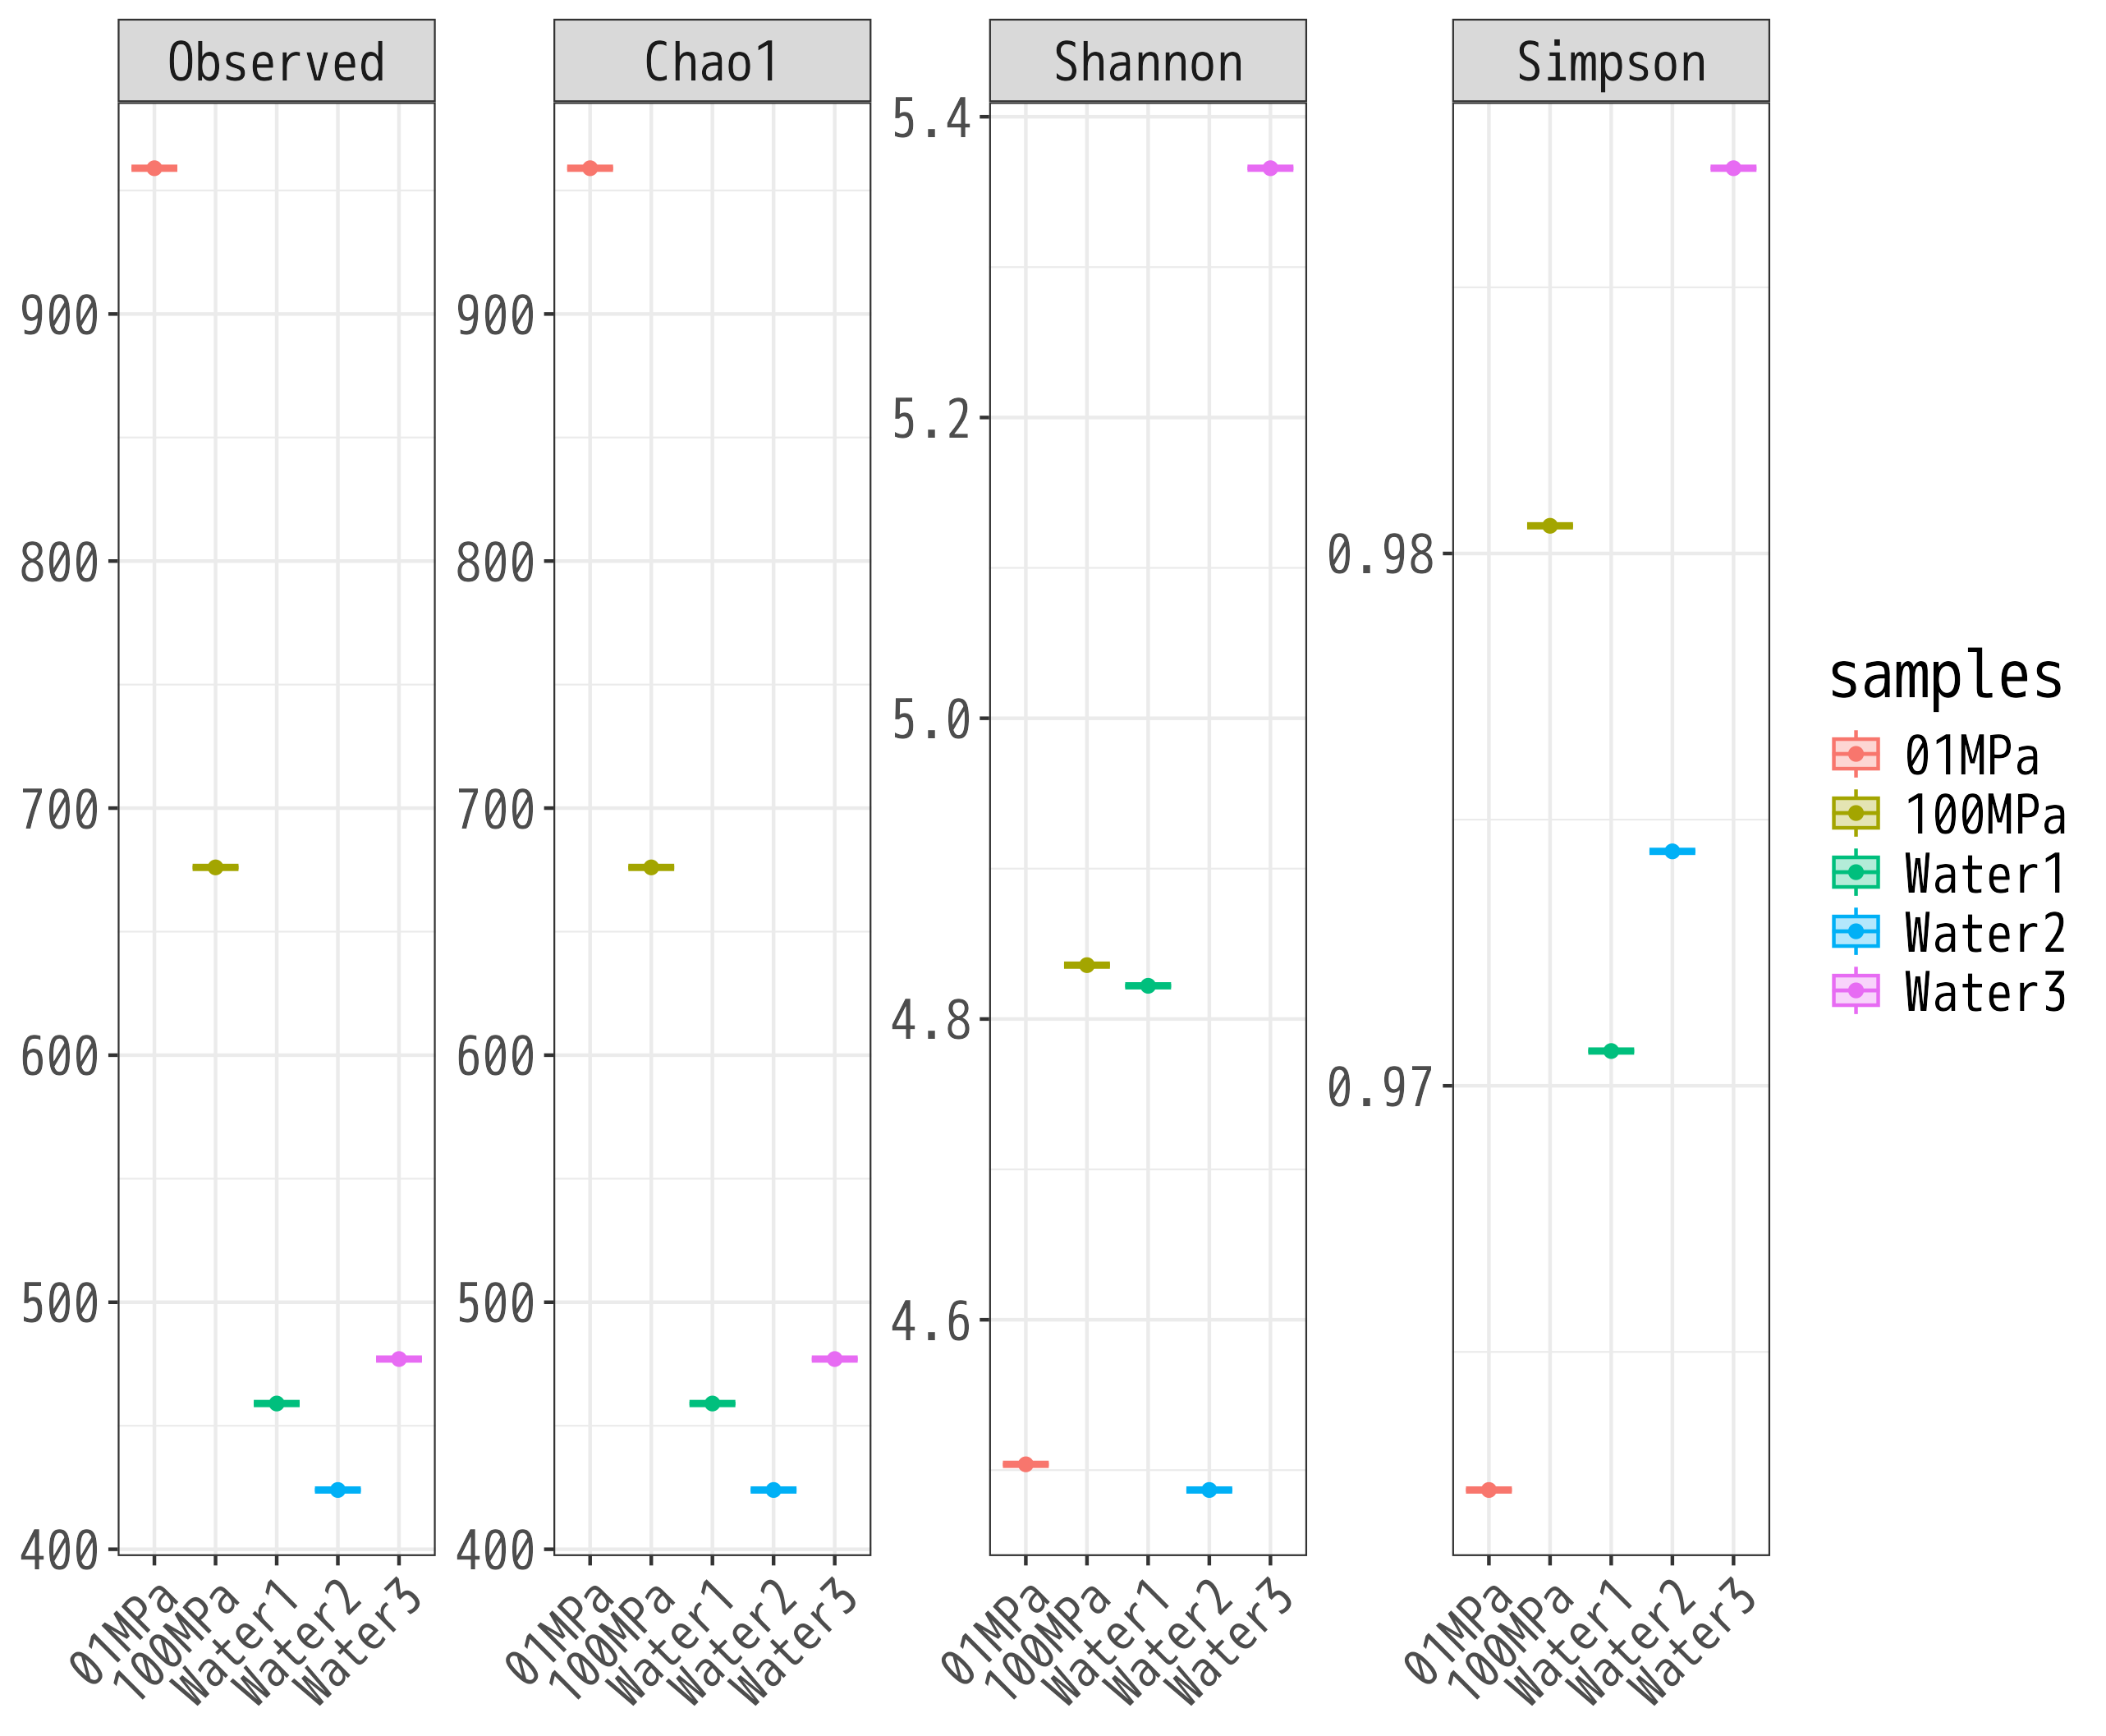 Observed
Chao1
Shannon
Simpson
900
800
700
600
500
400
900
800
700
600
500
400
5.4
5.2
5.0
4.8
4.6
0.98
0.97
01MPa
100MPa
Water1
Water2
Water3
01MPa
100MPa
Water1
Water2
Water3
01MPa
100MPa
Water1
Water2
Water3
01MPa
100MPa
Water1
Water2
Water3
samples
01MPa
100MPa
Water1
Water2
Water3